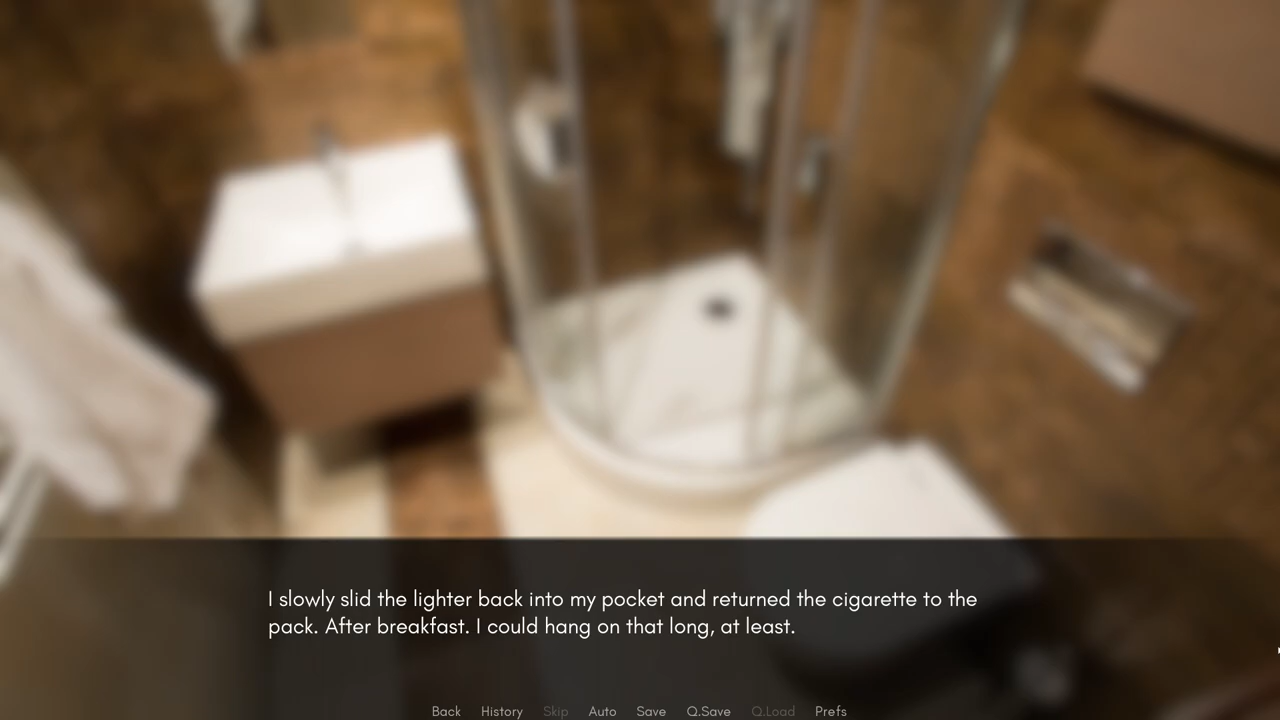 I slowly slid the lighter back into my pocket and returned the cigarette to the
pack. After breakfast. I could hang on that long, at least.
Back History Skip Auto Save Q.Save Q.Load Prefs